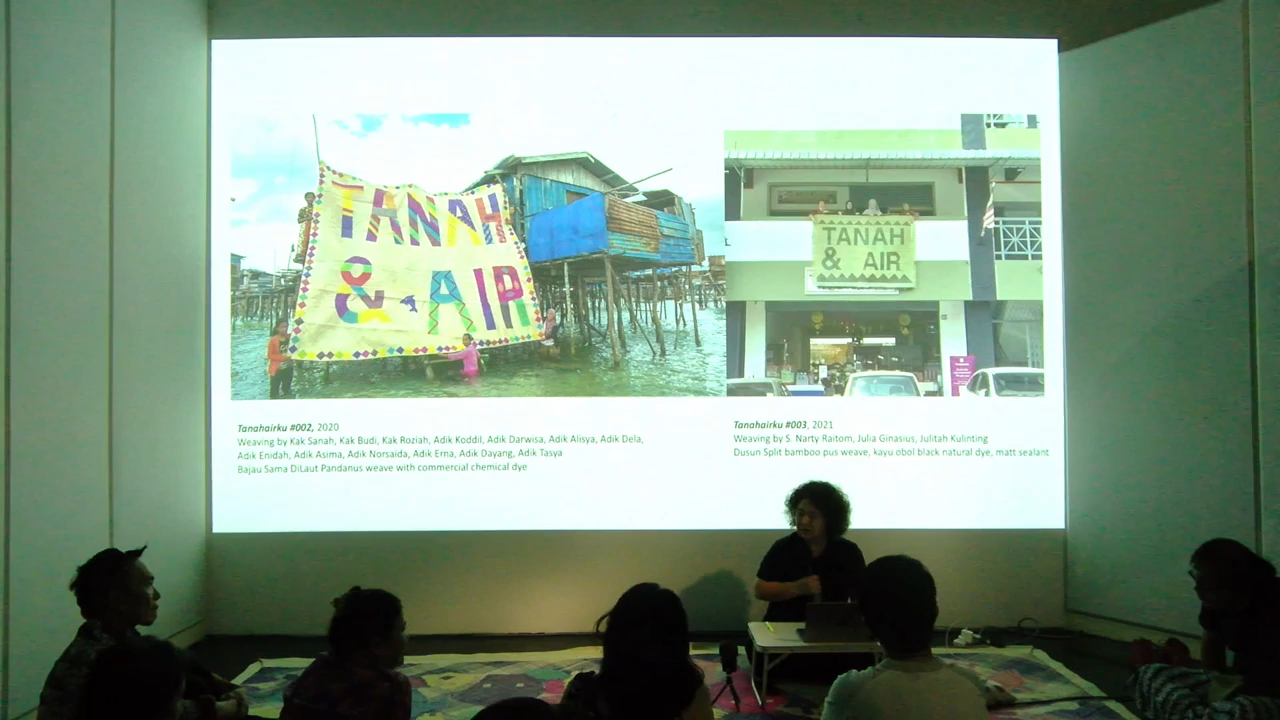 TANAH
& AIR
TANAH
& AIR
Tanahairku #002, 2020
Weaving by Kak Sanah, Kak Budi, Kak Roziah, Adik Koddil, Adik Darwisa, Adik Alisya, Adik Dela,
Adik Enidah, Adik Asima, Adik Norsaida, Adik Erna, Adik Dayang, Adik Tasya
Bajau Sama DiLaut Pandanus weave with commercial chemical dye
Tanahairku #003, 2021
Weaving by S. Narty Raitom, Julia Ginasius, Julitah Kulinting
Dusun Split bamboo pus weave, kayu obol black natural dye, matt sealant